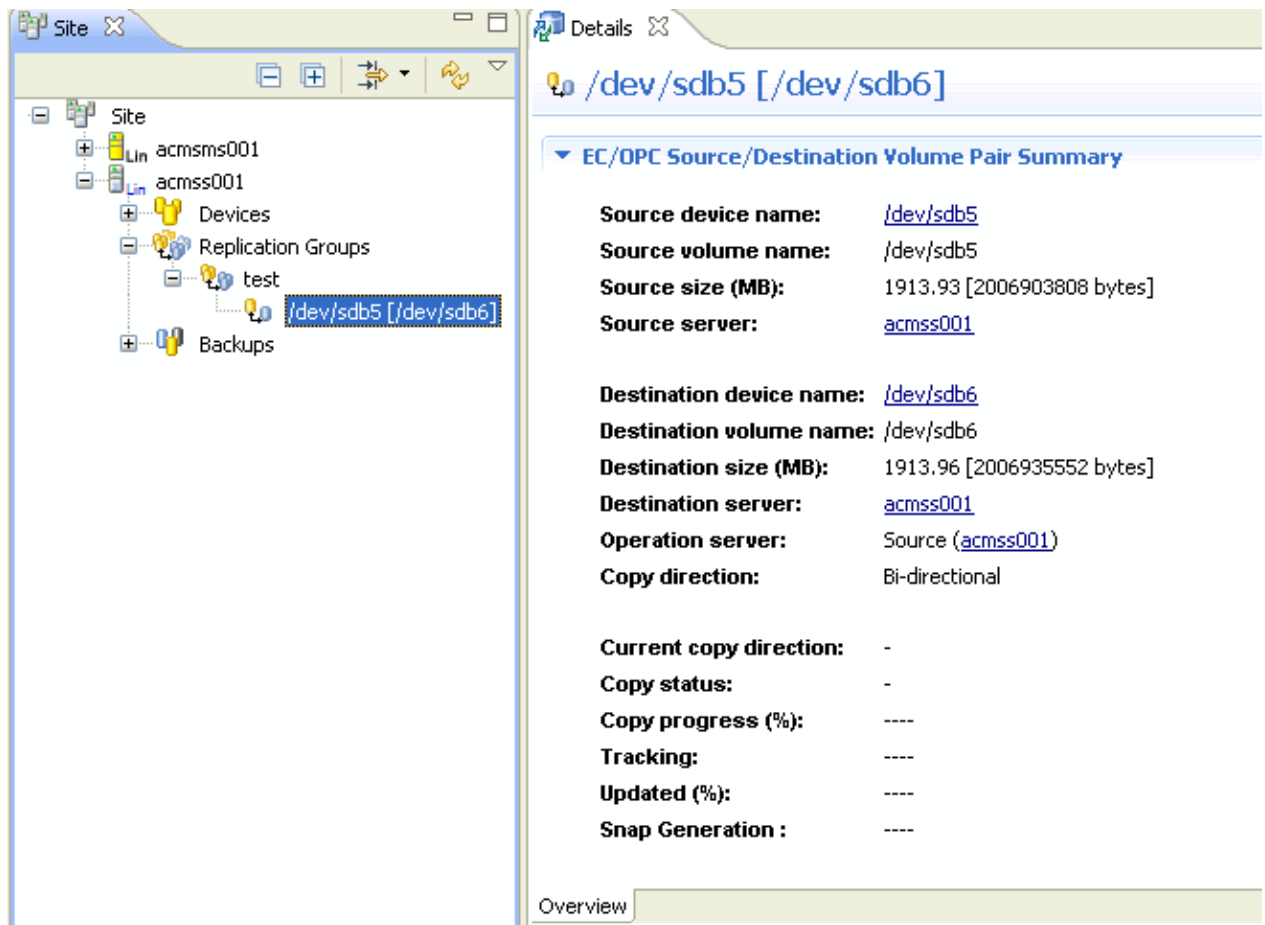 Site
Site
Lin acmsms001
Lin acmss001
Devices
Replication Groups
test
/dev/sdb5 [/dev/sdb6]
Backups
Details
/dev/sdb5 [/dev/sdb6]
EC/OPC Source/Destination Volume Pair Summary
Source device name: /dev/sdb5
Source volume name: /dev/sdb5
Source size (MB): 1913.93 [2006903808 bytes]
Source server: acmss001
Destination device name: /dev/sdb6
Destination volume name: /dev/sdb6
Destination size (MB): 1913.96 [2006935552 bytes]
Destination server: acmss001
Operation server: Source (acmss001)
Copy direction: Bi-directional
Current copy direction: -
Copy status: -
Copy progress (%): ----
Tracking: ----
Updated (%): ----
Snap Generation : ----
Overview